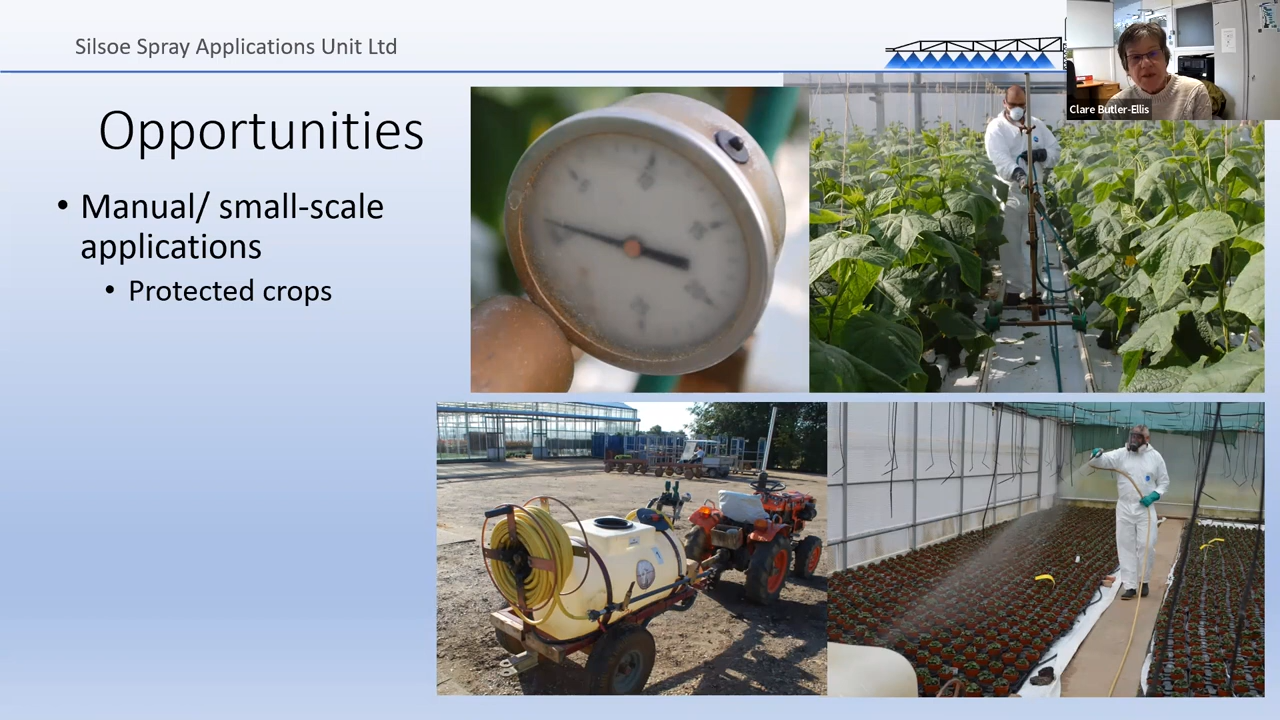 Silsoe Spray Applications Unit Ltd
Clare Butler-Ellis
Opportunities
• Manual/ small-scale
applications
• Protected crops